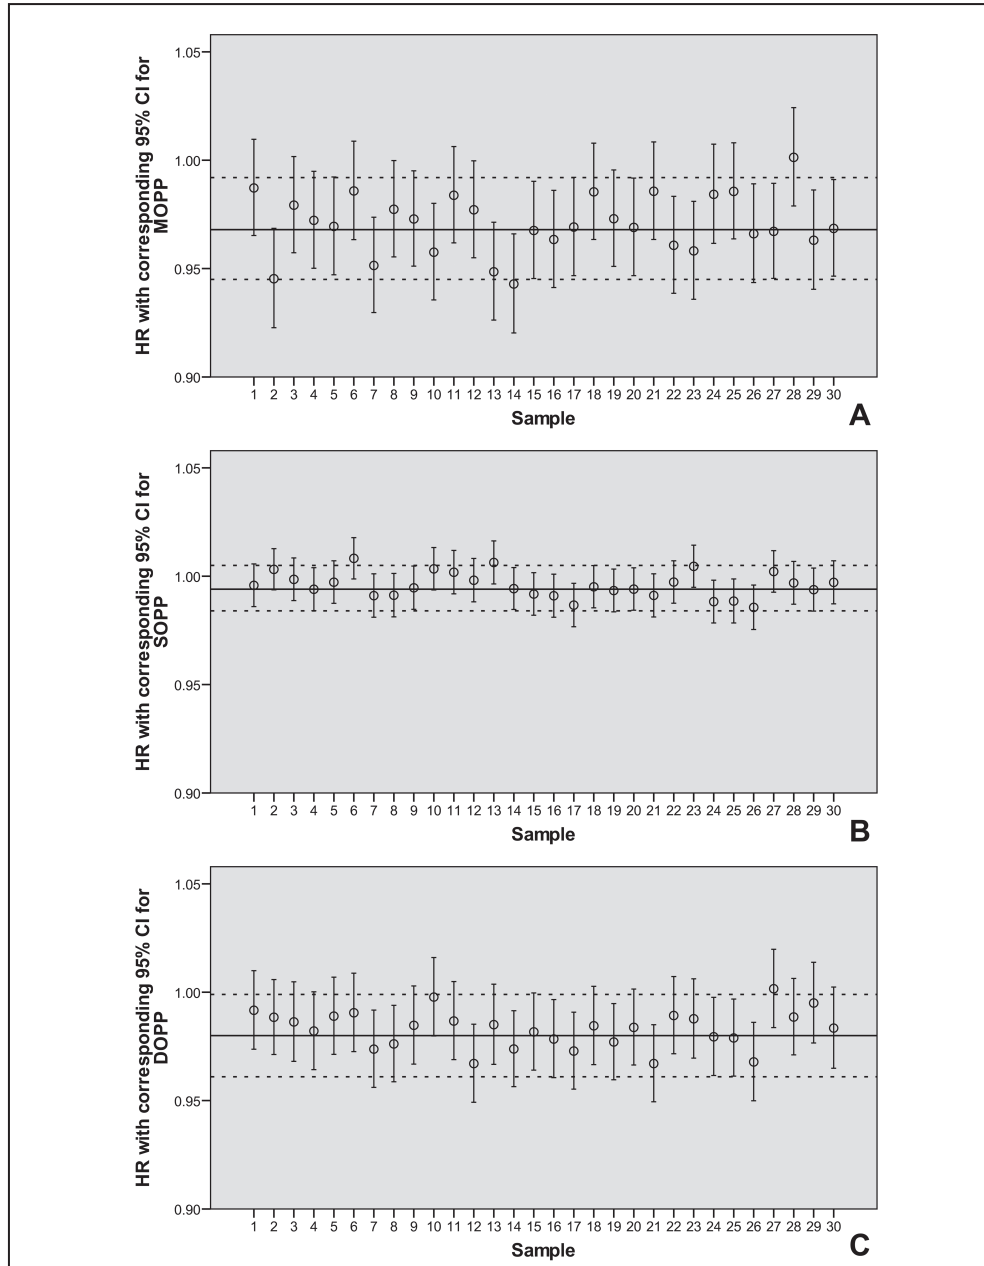 HR with corresponding 95% CI for
MOPP
1.05
1.00
0.95
0.90
1 2 3 4 5 6 7 8 9 10 11 12 13 14 15 16 17 18 19 20 21 22 23 24 25 26 27 28 29 30
Sample
A
HR with corresponding 95% CI for
SOPP
1.05
1.00
0.95
0.90
1 2 3 4 5 6 7 8 9 10 11 12 13 14 15 16 17 18 19 20 21 22 23 24 25 26 27 28 29 30
Sample
B
HR with corresponding 95% CI for
DOPP
1.05
1.00
0.95
0.90
1 2 3 4 5 6 7 8 9 10 11 12 13 14 15 16 17 18 19 20 21 22 23 24 25 26 27 28 29 30
Sample
C